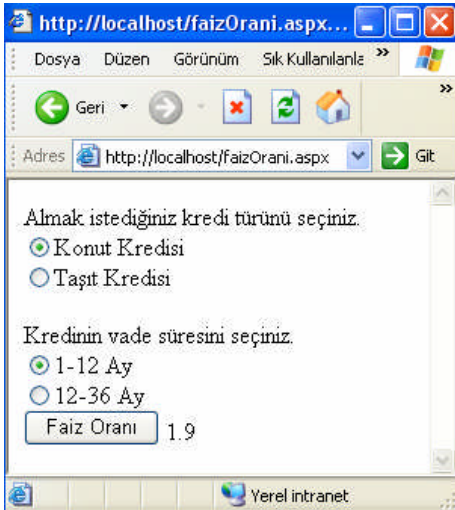 http://localhost/faizOrani.aspx...
Dosya Düzen Görünüm Sık Kullanılanla »
Geri »
Adres http://localhost/faizOrani.aspx Git
Almak istediğiniz kredi türünü seçiniz.
Konut Kredisi
Taşıt Kredisi
Kredinin vade süresini seçiniz.
1-12 Ay
12-36 Ay
Faiz Oranı 1.9
Yerel intranet